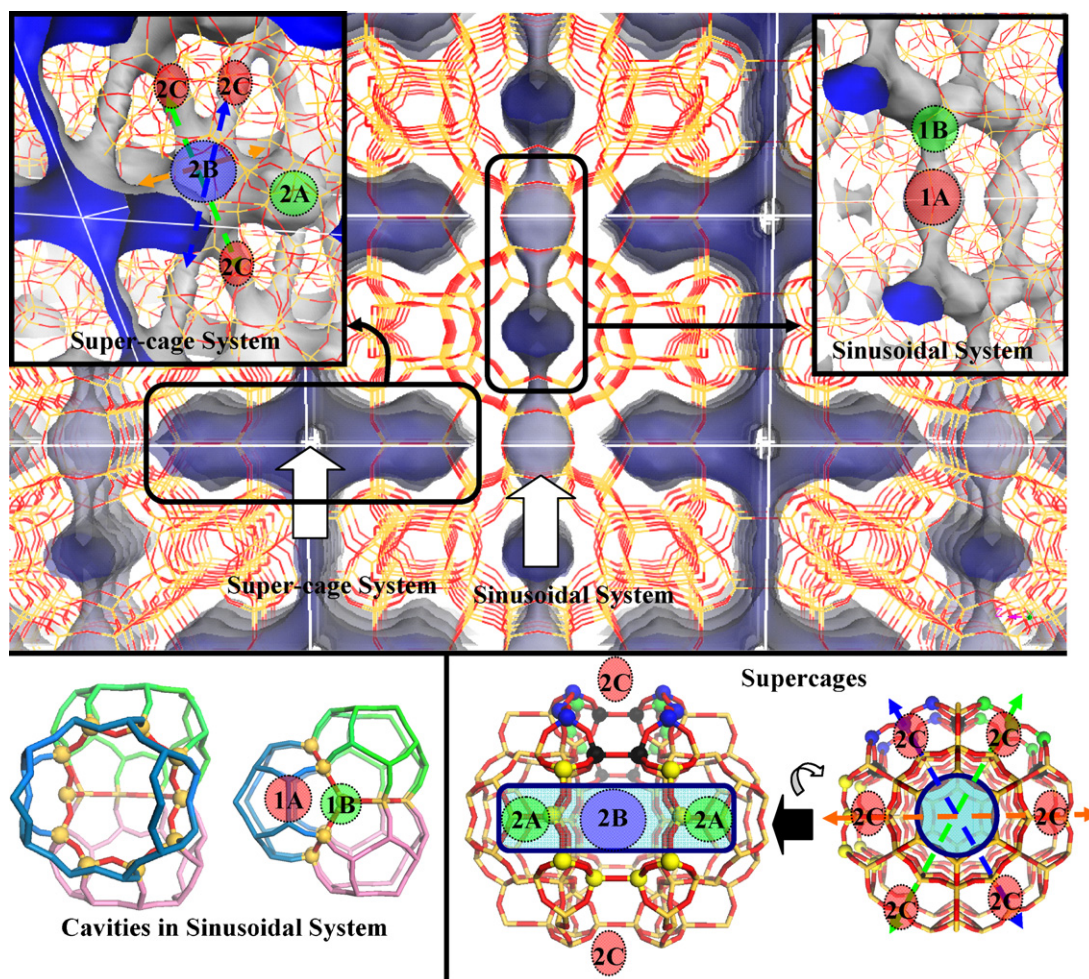 2C 2C
2B
2A
2C
Super-cage System
1B
1A
Sinusoidal System
Super-cage System
Sinusoidal System
1A 1B
Cavities in Sinusoidal System
2C
Supercages
2A 2B 2A
2C
2C 2C
2C 2C
2C 2C